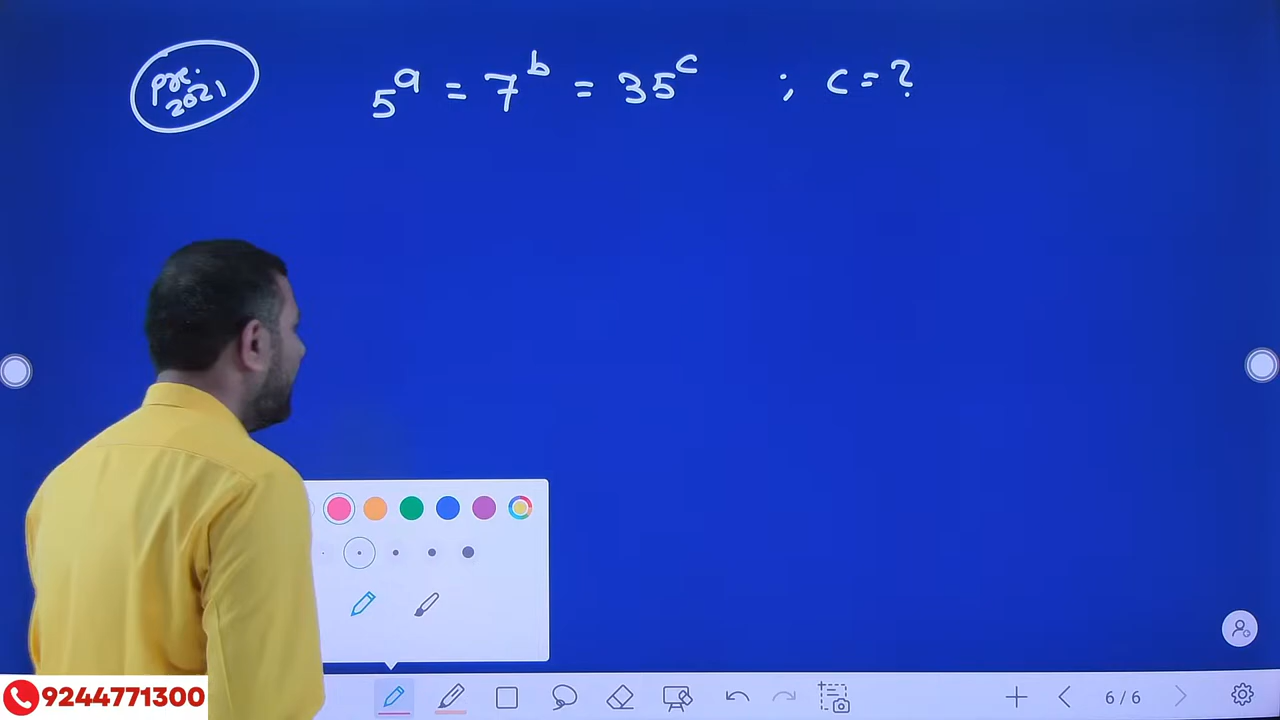 pre.
2021
5^a = 7^b = 35^c ; c = ?
6/6
9244771300